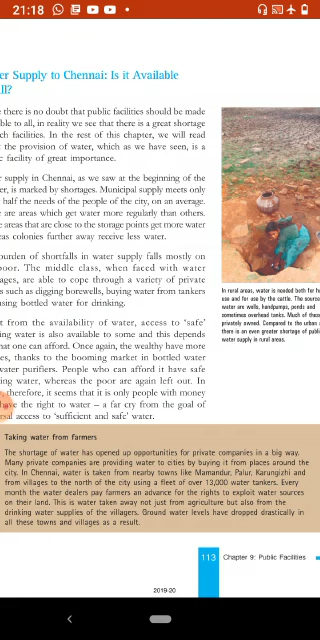 21:18
er Supply to Chennai: Is it Available
ll?
e there is no doubt that public facilities should be made
ble to all, in reality we see that there is a great shortage
ch facilities. In the rest of this chapter, we will read
t the provision of water, which as we have seen, is a
c facility of great importance.
r supply in Chennai, as we saw at the beginning of the
er, is marked by shortages. Municipal supply meets only
half the needs of the people of the city, on an average.
e are areas which get water more regularly than others.
e areas that are close to the storage points get more water
eas colonies further away receive less water.
burden of shortfalls in water supply falls mostly on
poor. The middle class, when faced with water
ages, are able to cope through a variety of private
s such as digging borewells, buying water from tankers
using bottled water for drinking.
t from the availability of water, access to ‘safe’
ing water is also available to some and this depends
hat one can afford. Once again, the wealthy have more
es, thanks to the booming market in bottled water
water purifiers. People who can afford it have safe
ing water, whereas the poor are again left out. In
, therefore, it seems that it is only people with money
have the right to water – a far cry from the goal of
rsal access to ‘sufficient and safe’ water.
In rural areas, water is needed both for h
use and for use by the cattle. The source
water are wells, handpumps, ponds and
sometimes overhead tanks. Much of these
privately owned. Compared to the urban a
there is an even greater shortage of publi
water supply in rural areas.
Taking water from farmers
The shortage of water has opened up opportunities for private companies in a big way.
Many private companies are providing water to cities by buying it from places around the
city. In Chennai, water is taken from nearby towns like Mamandur, Palur, Karungizhi and
from villages to the north of the city using a fleet of over 13,000 water tankers. Every
month the water dealers pay farmers an advance for the rights to exploit water sources
on their land. This is water taken away not just from agriculture but also from the
drinking water supplies of the villagers. Ground water levels have dropped drastically in
all these towns and villages as a result.
113 Chapter 9: Public Facilities
2019-20